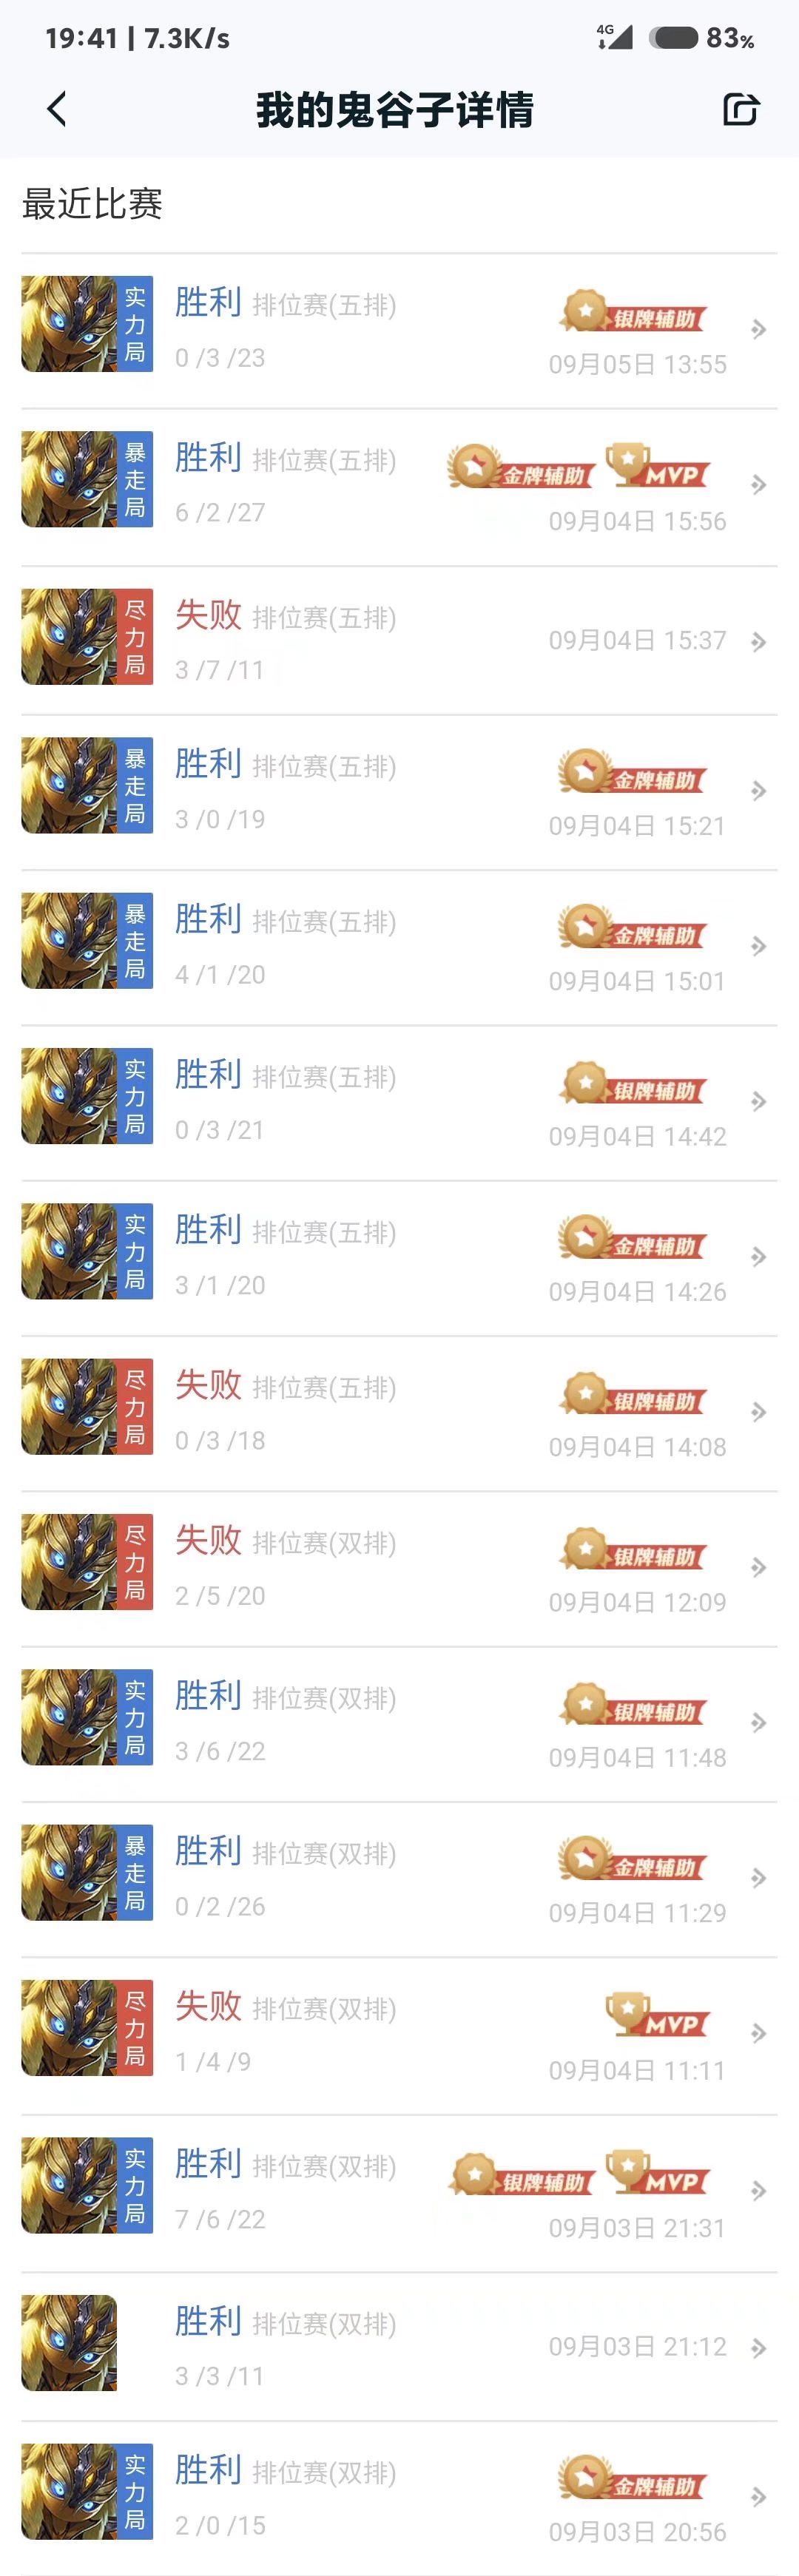 19:41 | 7.3K/s 4G 83%
我的鬼谷子详情
最近比赛
实力局 胜利 排位赛(五排) 银牌辅助
0 /3 /23 09月05日 13:55
暴走局 胜利 排位赛(五排) 金牌辅助 MVP
6 /2 /27 09月04日 15:56
尽力局 失败 排位赛(五排) 09月04日 15:37
3 /7 /11
暴走局 胜利 排位赛(五排) 金牌辅助
3 /0 /19 09月04日 15:21
暴走局 胜利 排位赛(五排) 金牌辅助
4 /1 /20 09月04日 15:01
实力局 胜利 排位赛(五排) 银牌辅助
0 /3 /21 09月04日 14:42
实力局 胜利 排位赛(五排) 金牌辅助
3 /1 /20 09月04日 14:26
尽力局 失败 排位赛(五排) 银牌辅助
0 /3 /18 09月04日 14:08
尽力局 失败 排位赛(双排) 银牌辅助
2 /5 /20 09月04日 12:09
实力局 胜利 排位赛(双排) 银牌辅助
3 /6 /22 09月04日 11:48
暴走局 胜利 排位赛(双排) 金牌辅助
0 /2 /26 09月04日 11:29
尽力局 失败 排位赛(双排) MVP
1 /4 /9 09月04日 11:11
实力局 胜利 排位赛(双排) 银牌辅助 MVP
7 /6 /22 09月03日 21:31
胜利 排位赛(双排) 09月03日 21:12
3 /3 /11
实力局 胜利 排位赛(双排) 金牌辅助
2 /0 /15 09月03日 20:56